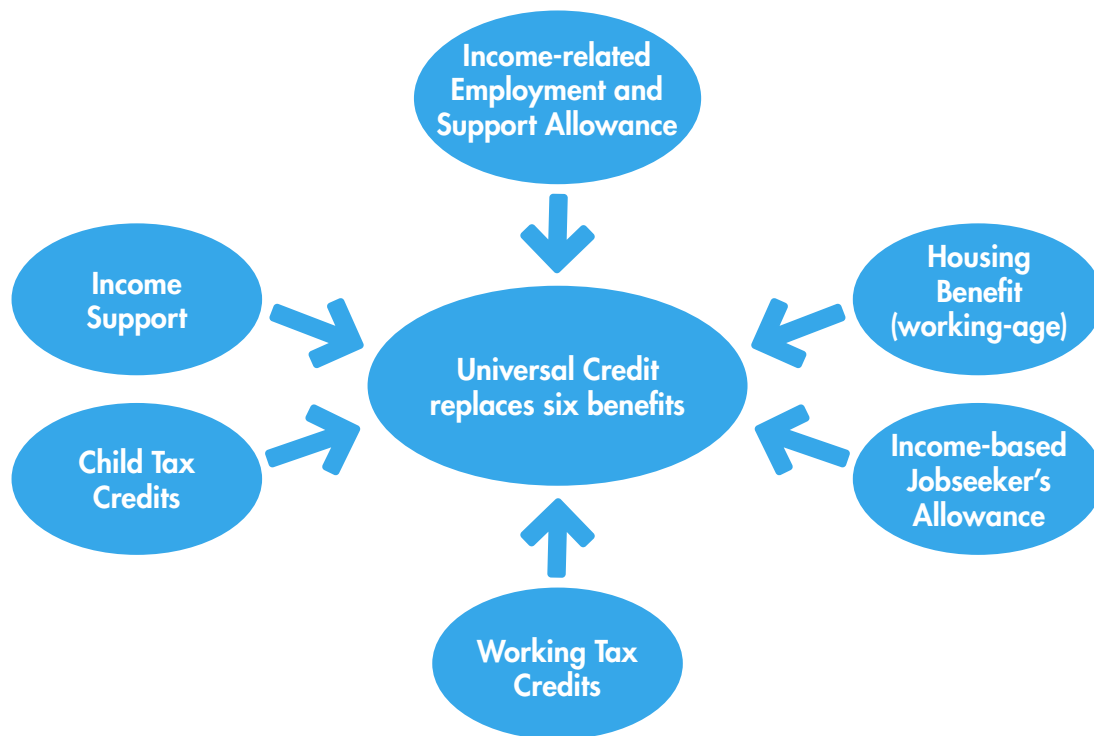 Income-related
Employment and
Support Allowance
Income
Support
Housing
Benefit
(working-age)
Universal Credit
replaces six benefits
Child Tax
Credits
Income-based
Jobseeker’s
Allowance
Working Tax
Credits